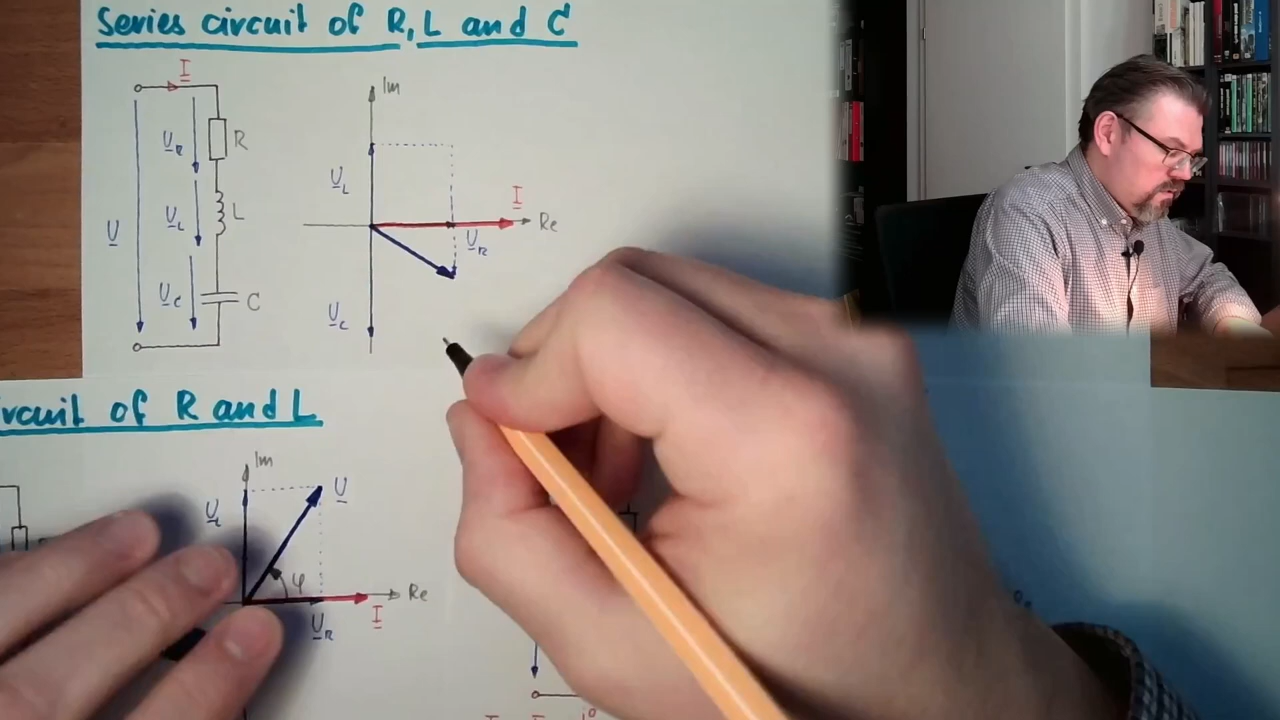 Series circuit of R, L and C
I
U_R
R
U_L
L
U
U_C
C
Im
U_L
I
Re
U_R
U_C
rcuit of R and L
Im
U_L
U
φ
Re
I
U_R